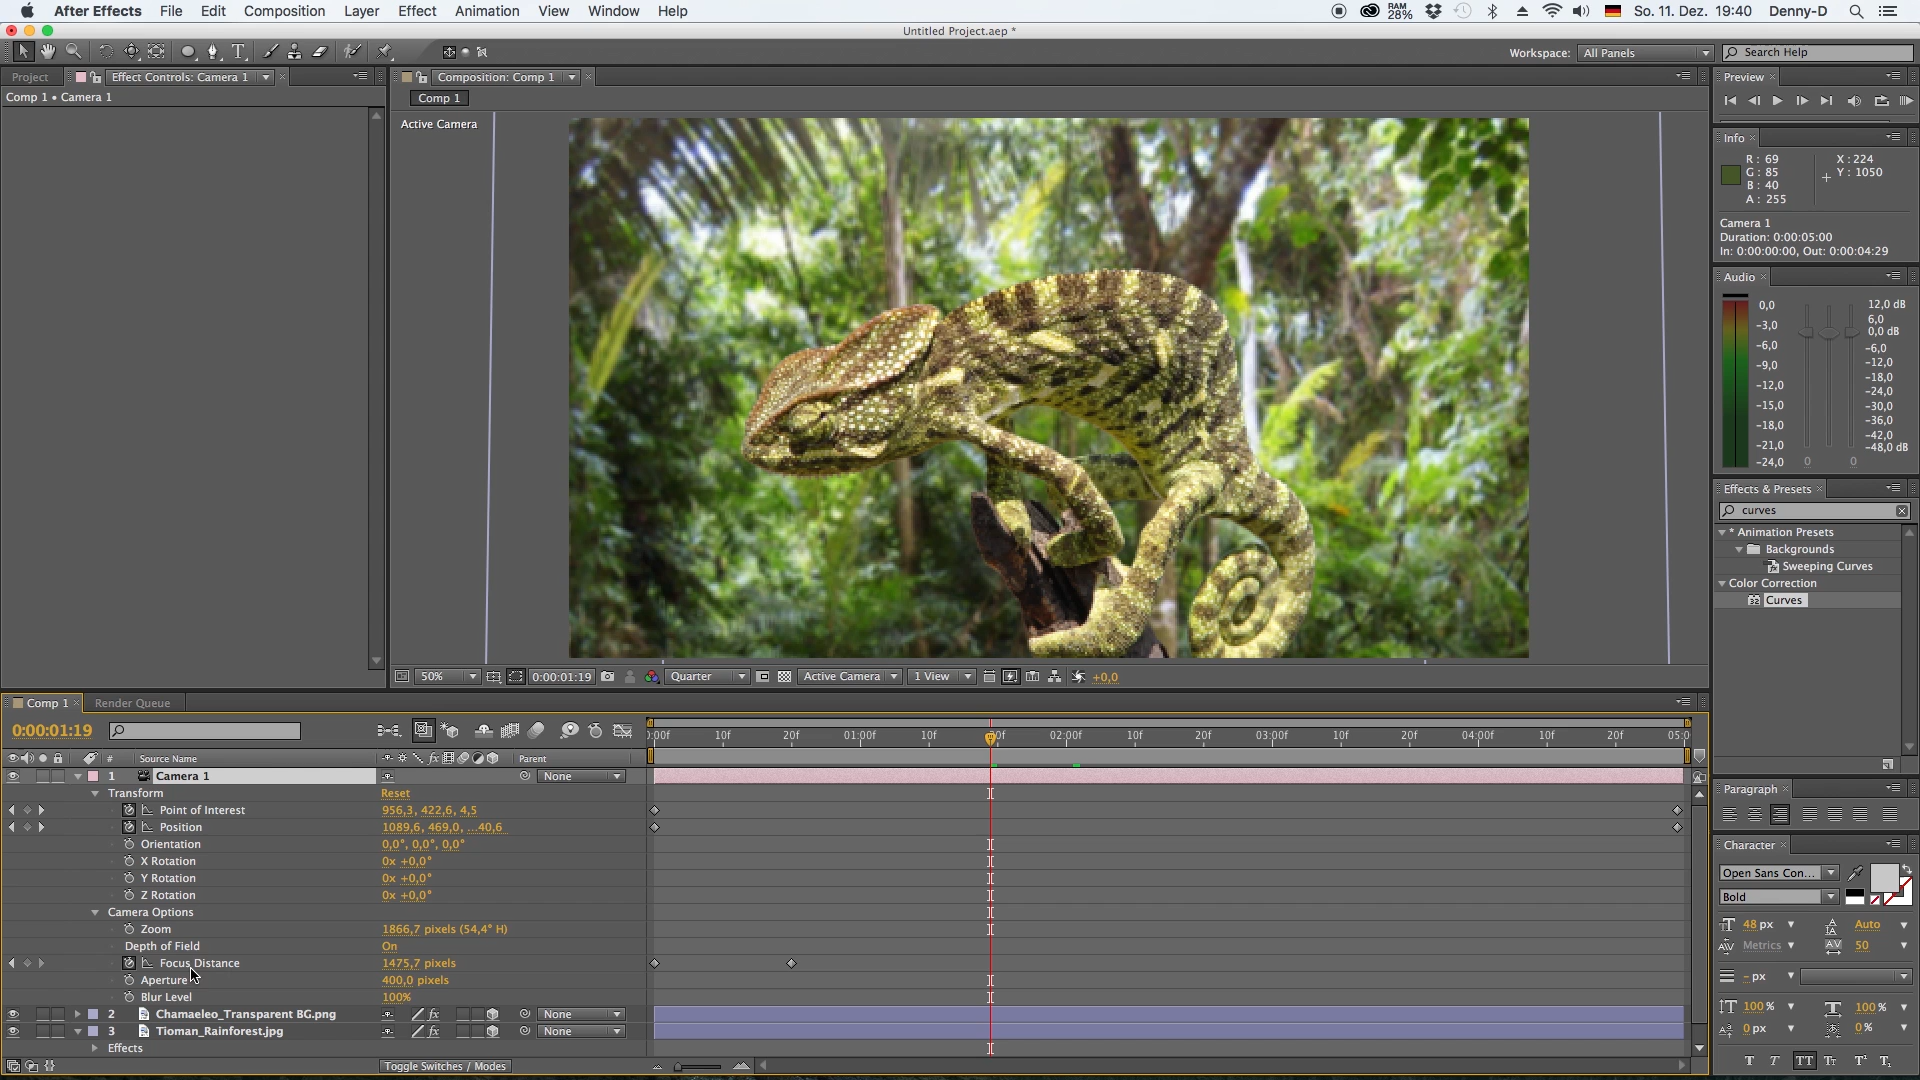 After Effects File Edit Composition Layer Effect Animation View Window Help RAM 28% So. 11. Dez. 19:40 Denny-D
Untitled Project.aep *
Workspace: All Panels Search Help
Project Effect Controls: Camera 1 Composition: Comp 1 Preview
Comp 1 • Camera 1
Comp 1
Active Camera
Info
R: 69 X: 224
G: 85 Y: 1050
B: 40
A: 255
Camera 1
Duration: 0:00:05:00
In: 0:00:00:00, Out: 0:00:04:29
Audio
0,0 12,0 dB
-3,0 6,0
-6,0 0,0 dB
-9,0 -6,0
-12,0 -12,0
-15,0 -18,0
-18,0 -24,0
-21,0 -30,0
-24,0 -36,0
-42,0
-48,0 dB
0 0
Effects & Presets
curves
* Animation Presets
Backgrounds
Sweeping Curves
Color Correction
32 Curves
50% 0:00:01:19 Quarter Active Camera 1 View +0,0
Comp 1 Render Queue
0:00:01:19
):00f 10f 20f 01:00f 10f 0f 02:00f 10f 20f 03:00f 10f 20f 04:00f 10f 20f 05:0
# Source Name fx Parent
1 Camera 1 None
Transform Reset
Point of Interest 956,3, 422,6, 4,5
Position 1089,6, 469,0, ...40,6
Orientation 0,0°, 0,0°, 0,0°
X Rotation 0x +0,0°
Y Rotation 0x +0,0°
Z Rotation 0x +0,0°
Camera Options
Zoom 1866,7 pixels (54,4° H)
Depth of Field On
Focus Distance 1475,7 pixels
Aperture 400,0 pixels
Blur Level 100%
2 Chamaeleo_Transparent BG.png fx None
3 Tioman_Rainforest.jpg fx None
Effects
Toggle Switches / Modes
Paragraph
Character
Open Sans Con...
Bold
48 px Auto
Metrics 50
- px
100% 100%
0 px 0%
T T TT TT T¹ T₁